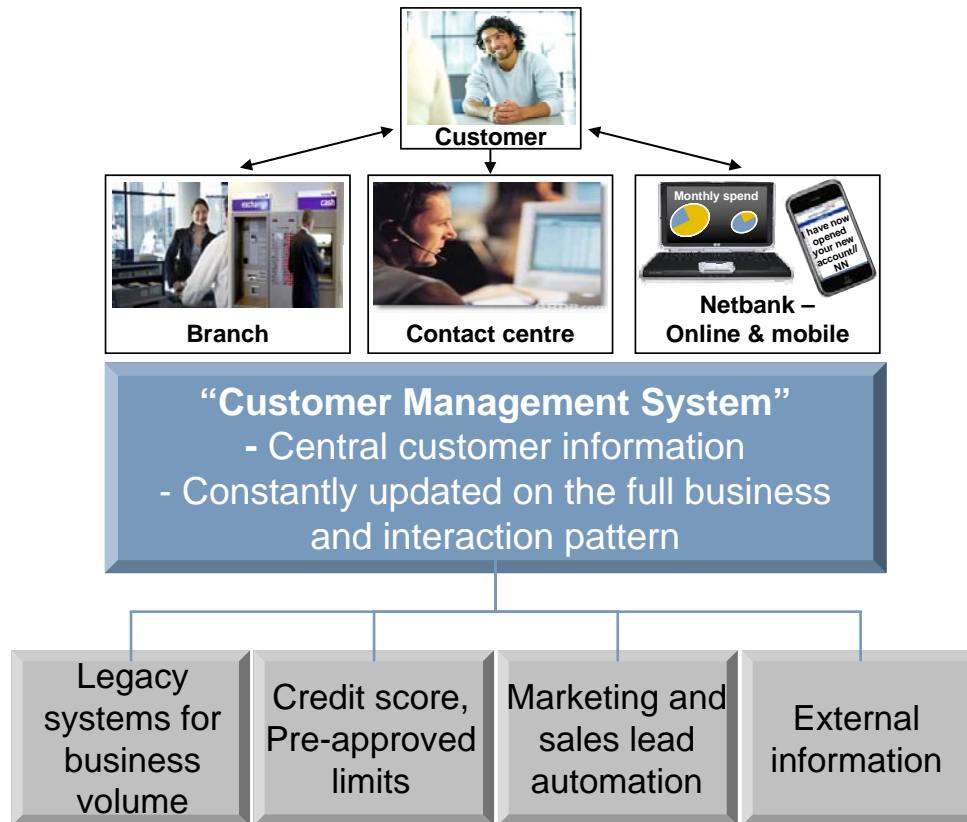 Customer
exchange
cash
Monthly spend
have now
opened
your new
account//
NN
Branch
Contact centre
Netbank –
Online & mobile
“Customer Management System”
- Central customer information
- Constantly updated on the full business
and interaction pattern
Legacy
systems for
business
volume
Credit score,
Pre-approved
limits
Marketing and
sales lead
automation
External
information